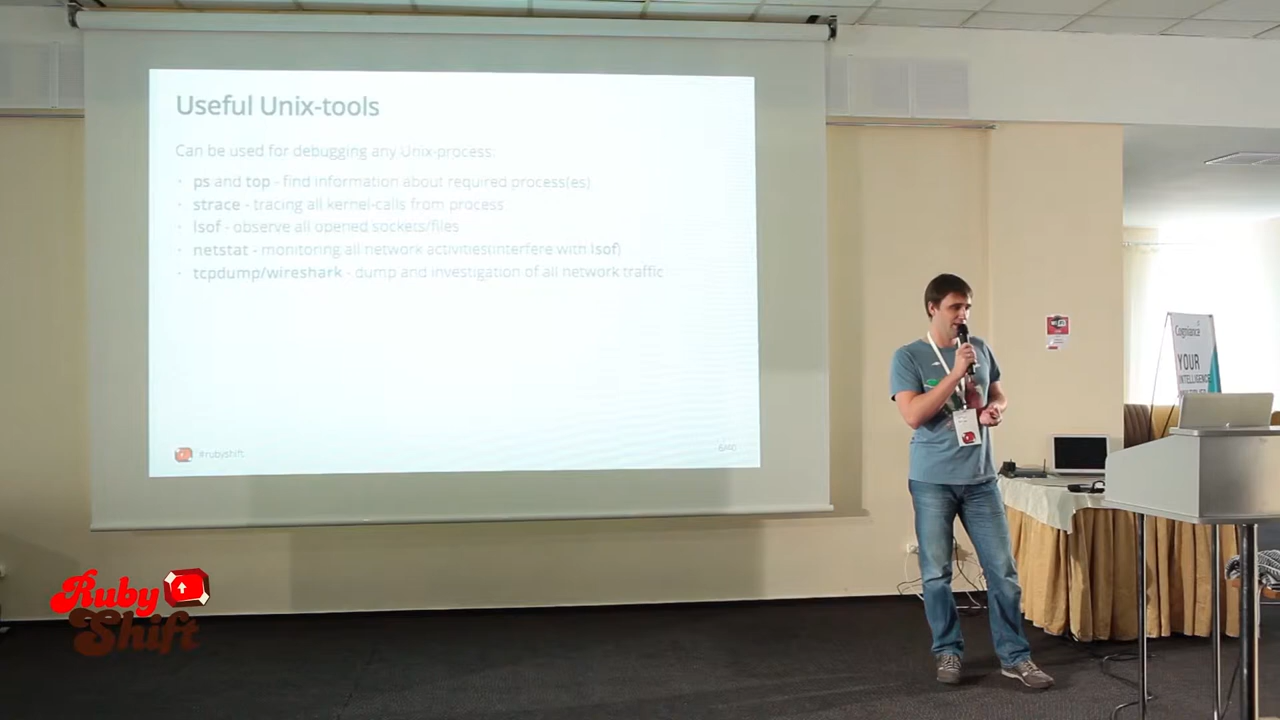 Useful Unix-tools
Can be used for debugging any Unix-process:
· ps and top - find information about required process(es)
· strace - tracing all kernel-calls from process
· lsof - observe all opened sockets/files
· netstat - monitoring all network activities(interfere with lsof)
· tcpdump/wireshark - dump and investigation of all network traffic
#rubyshift
Cogniance
YOUR
INTELLIGENCE
Ruby
Shift